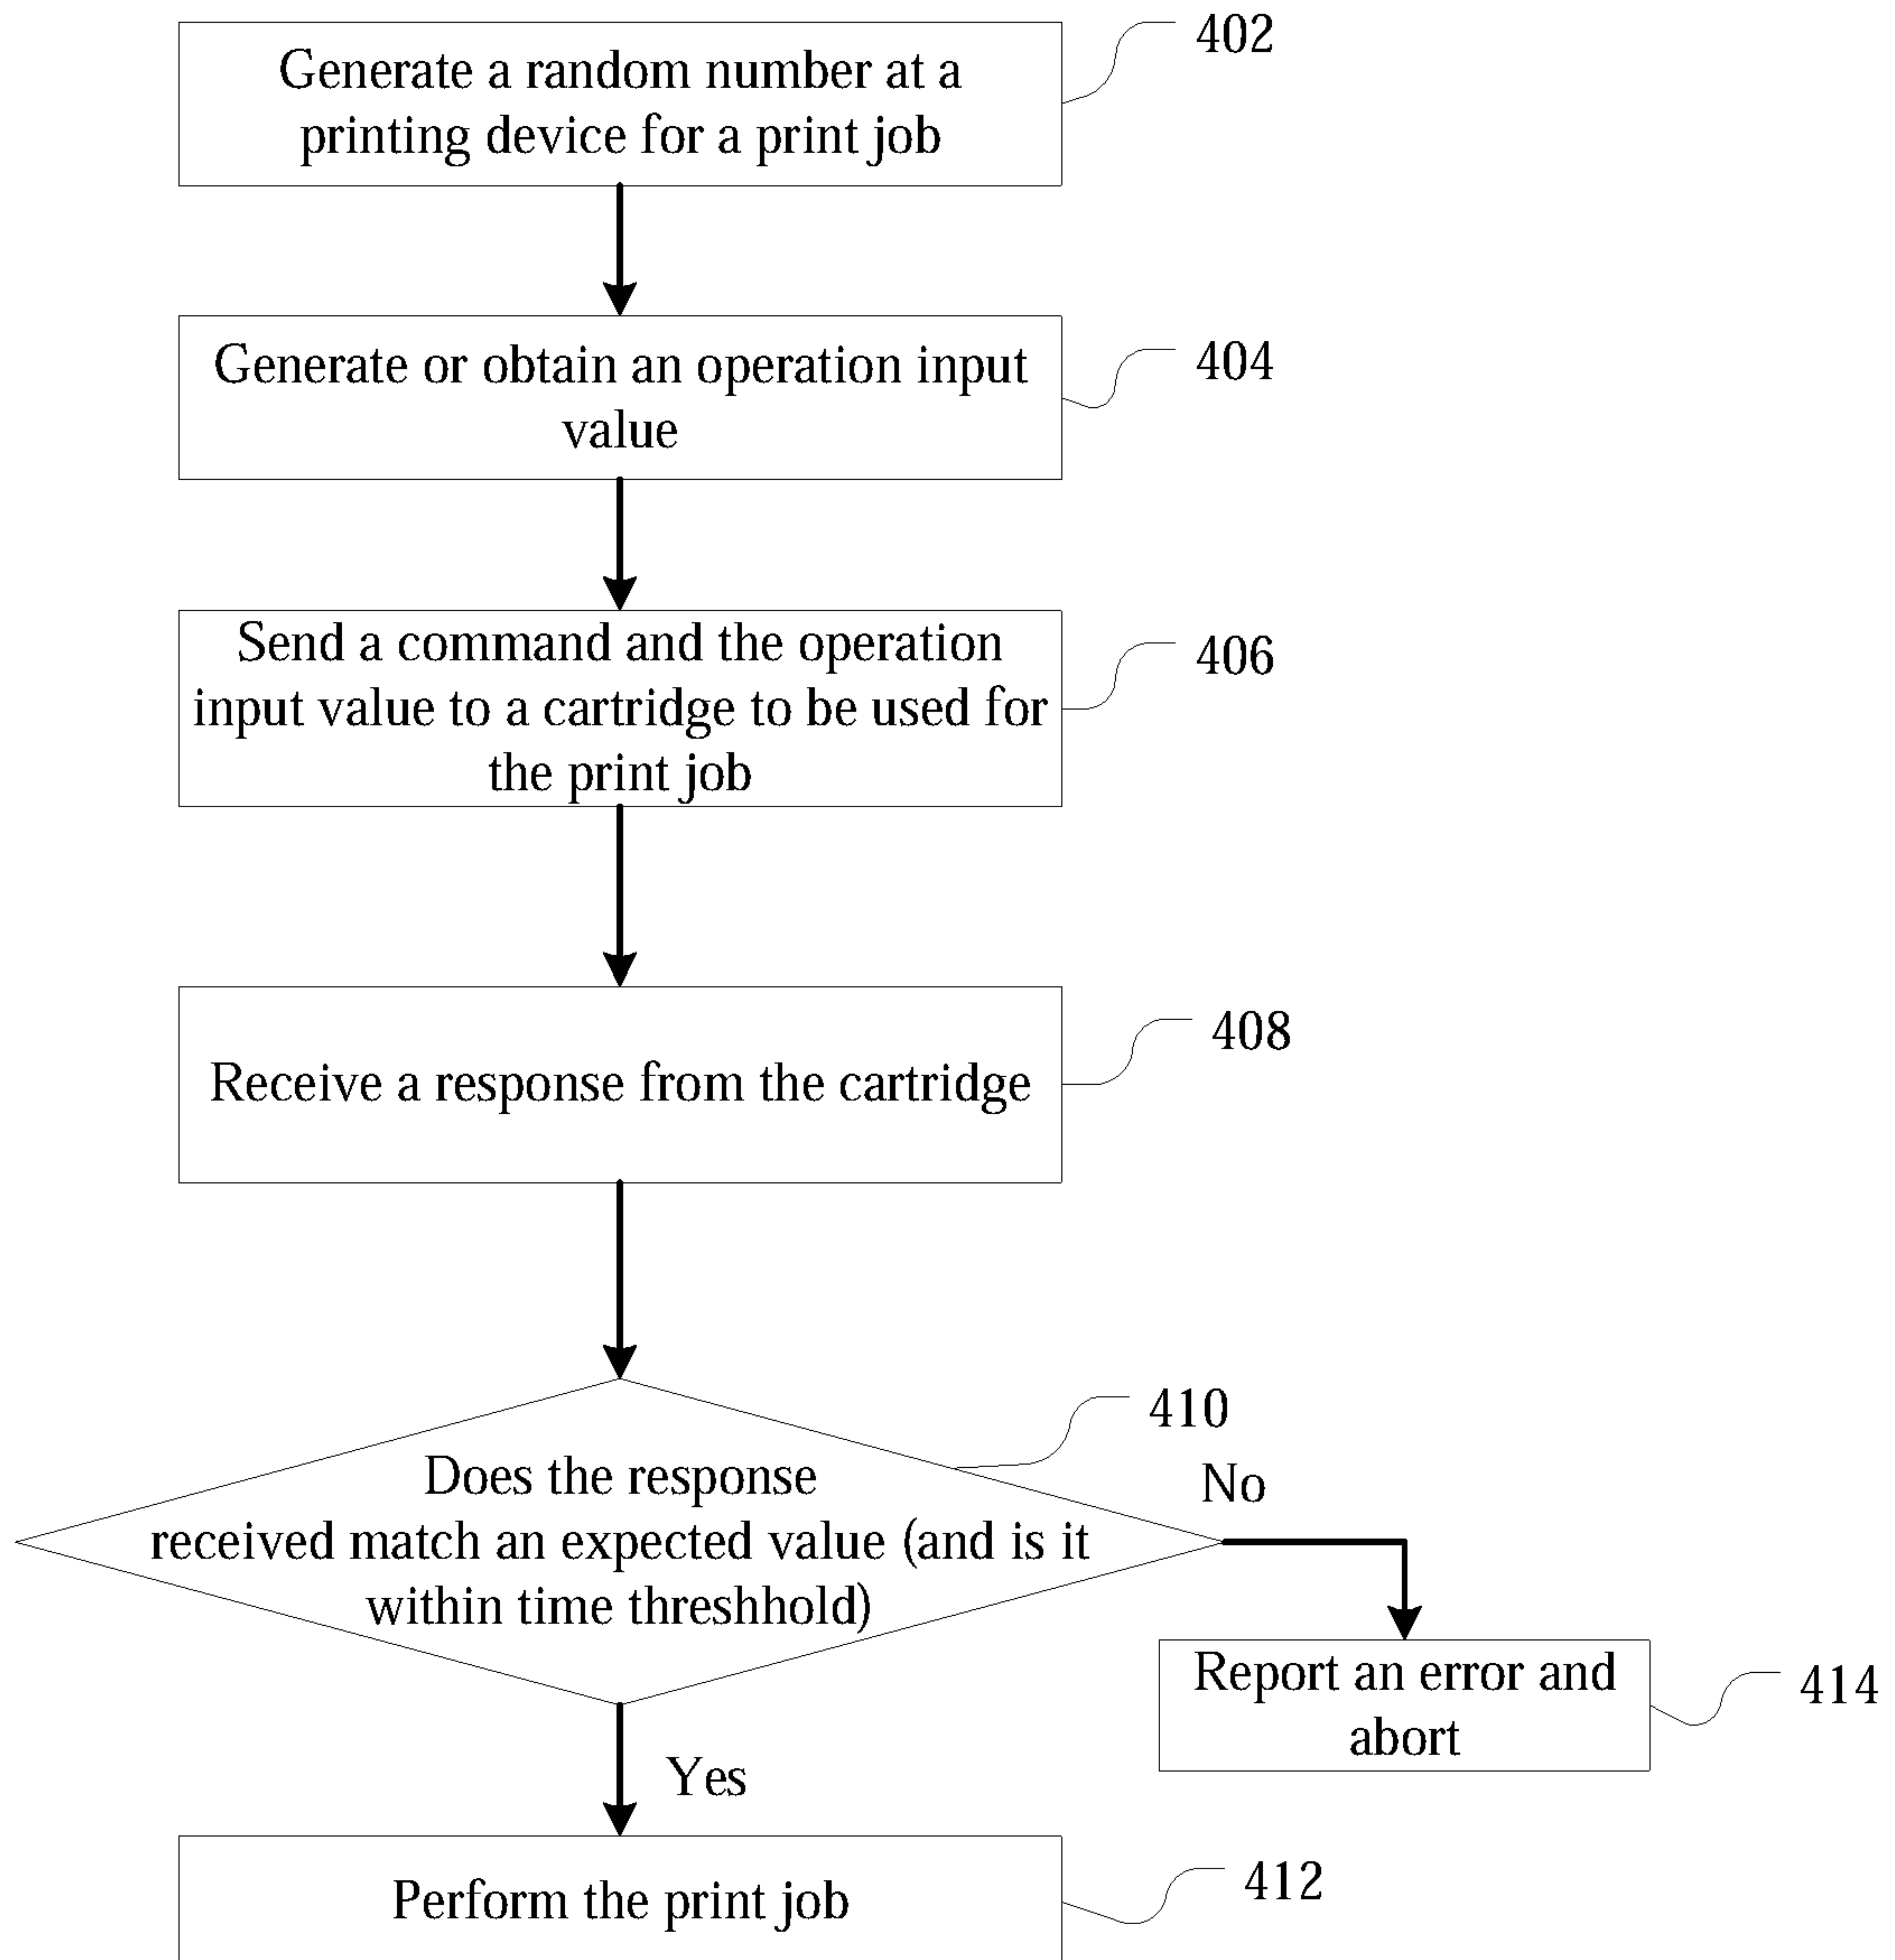 Generate a random number at a
printing device for a print job
402
Generate or obtain an operation input
value
404
Send a command and the operation
input value to a cartridge to be used for
the print job
406
Receive a response from the cartridge
408
Does the response
received match an expected value (and is it
within time threshhold)
410
No
Report an error and
abort
414
Yes
Perform the print job
412